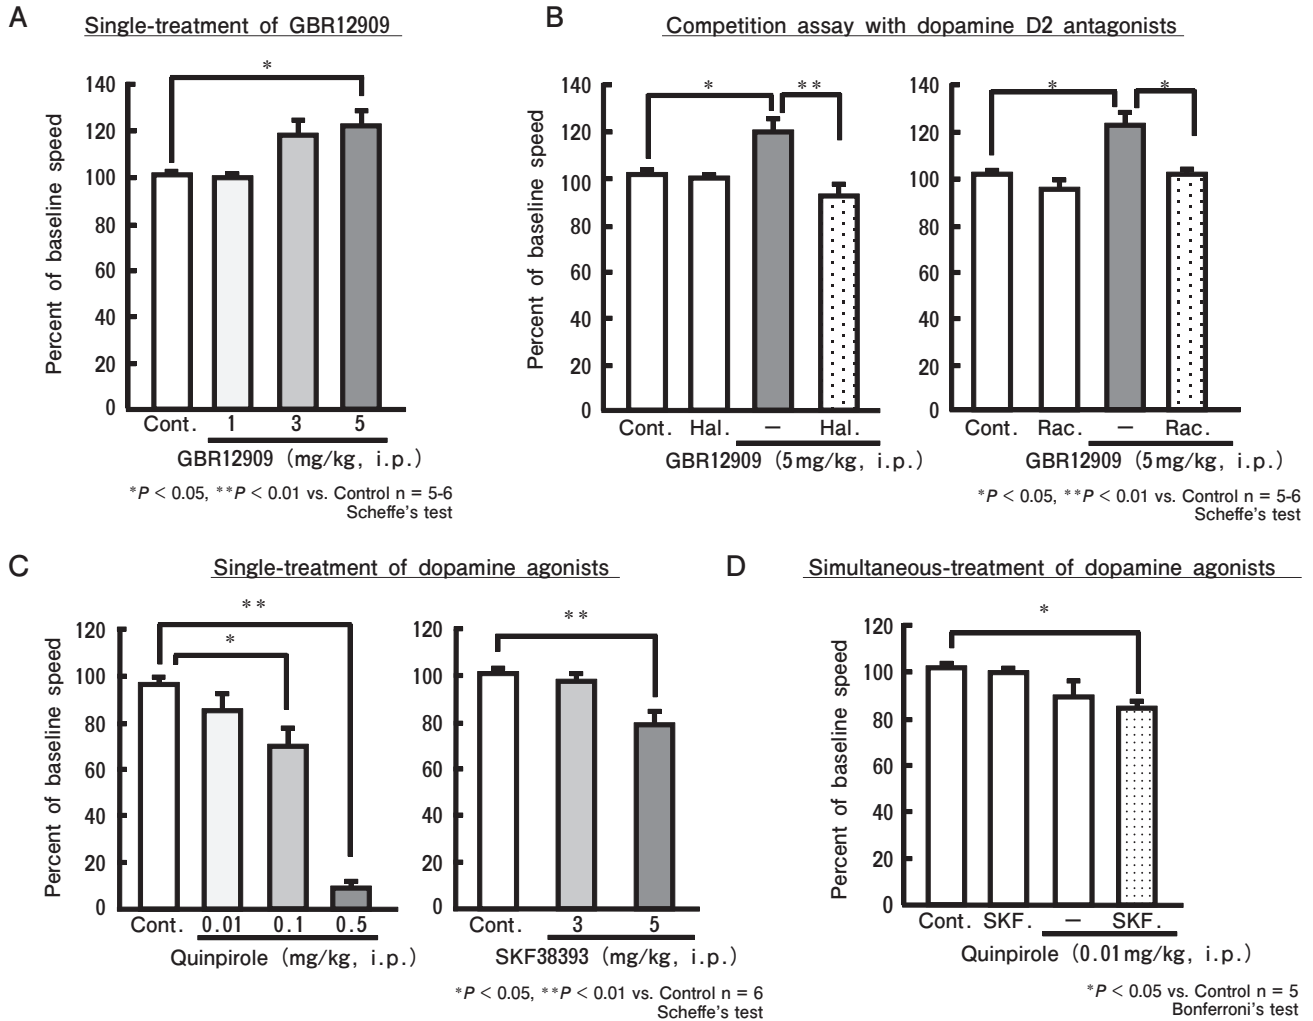 A
Single-treatment of GBR12909
Percent of baseline speed
140
120
100
80
60
40
20
0
*
Cont. 1 3 5
GBR12909 (mg/kg, i.p.)
*P < 0.05, **P < 0.01 vs. Control n = 5-6
Scheffe's test
B
Competition assay with dopamine D2 antagonists
Percent of baseline speed
140
120
100
80
60
40
20
0
* **
Cont. Hal. — Hal.
GBR12909 (5mg/kg, i.p.)
140
120
100
80
60
40
20
0
* *
Cont. Rac. — Rac.
GBR12909 (5mg/kg, i.p.)
*P < 0.05, **P < 0.01 vs. Control n = 5-6
Scheffe's test
C
Single-treatment of dopamine agonists
Percent of baseline speed
120
100
80
60
40
20
0
**
*
Cont. 0.01 0.1 0.5
Quinpirole (mg/kg, i.p.)
120
100
80
60
40
20
0
**
Cont. 3 5
SKF38393 (mg/kg, i.p.)
*P < 0.05, **P < 0.01 vs. Control n = 6
Scheffe's test
D
Simultaneous-treatment of dopamine agonists
Percent of baseline speed
120
100
80
60
40
20
0
*
Cont. SKF. — SKF.
Quinpirole (0.01mg/kg, i.p.)
*P < 0.05 vs. Control n = 5
Bonferroni's test